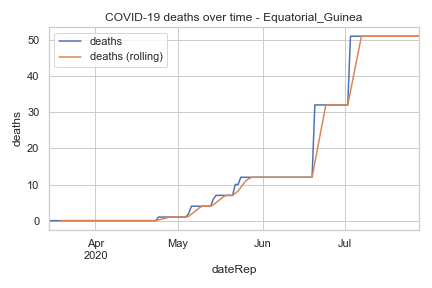 COVID-19 deaths over time - Equatorial_Guinea
deaths
deaths (rolling)
50
40
30
20
10
0
deaths
Apr
2020
May
Jun
Jul
dateRep